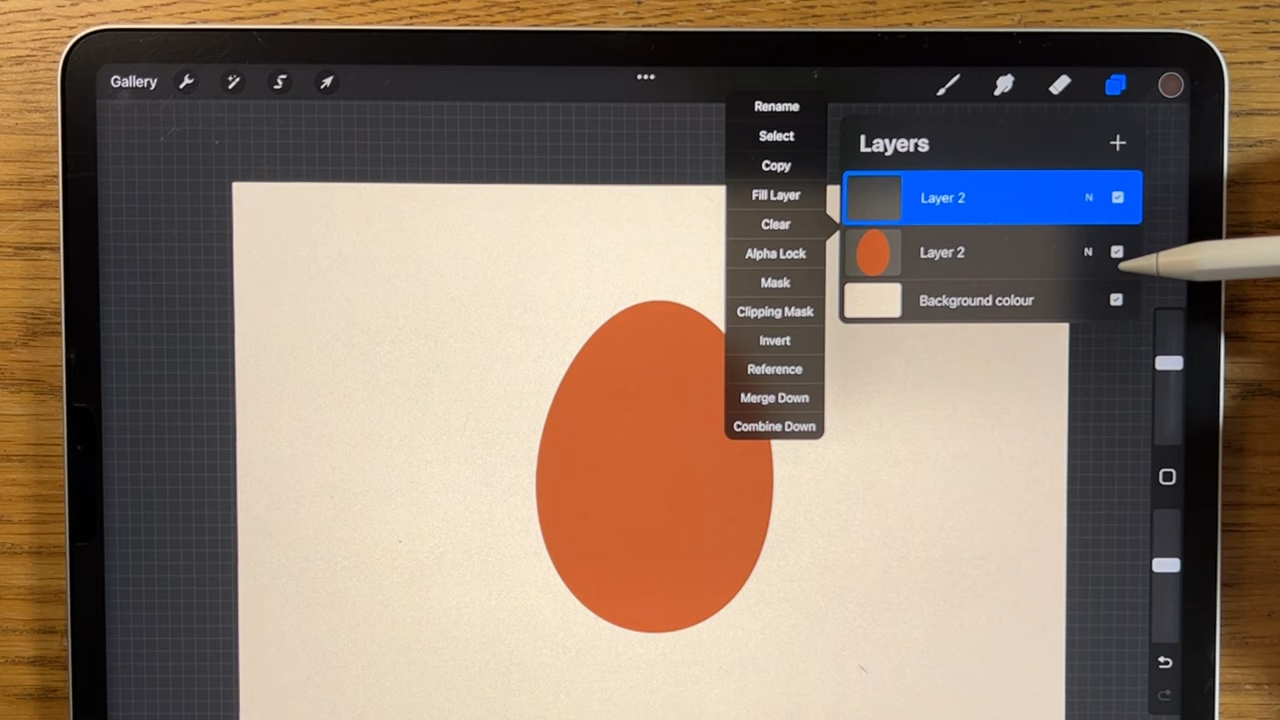 Gallery
Rename
Select
Copy
Fill Layer
Clear
Alpha Lock
Mask
Clipping Mask
Invert
Reference
Merge Down
Combine Down
Layers
Layer 2 N
Layer 2 N
Background colour